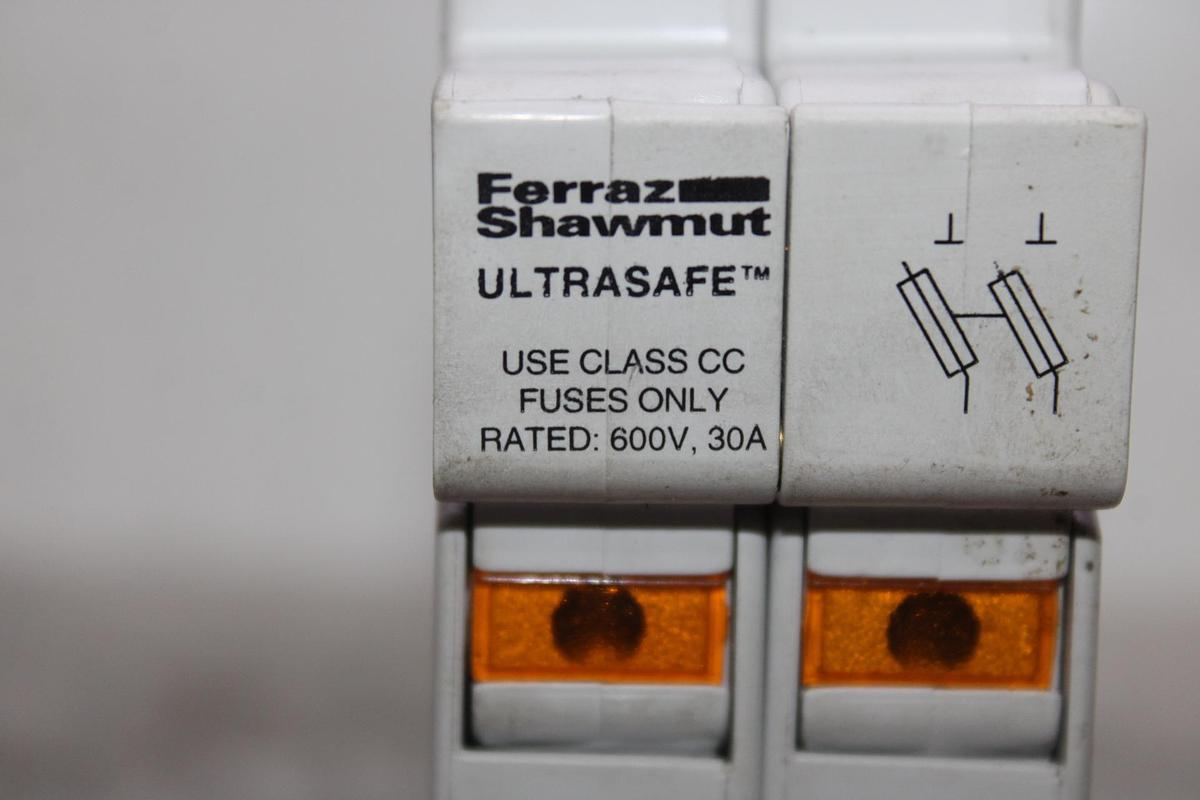 Ferraz
Shawmut
ULTRASAFE™
USE CLASS CC
FUSES ONLY
RATED: 600V, 30A